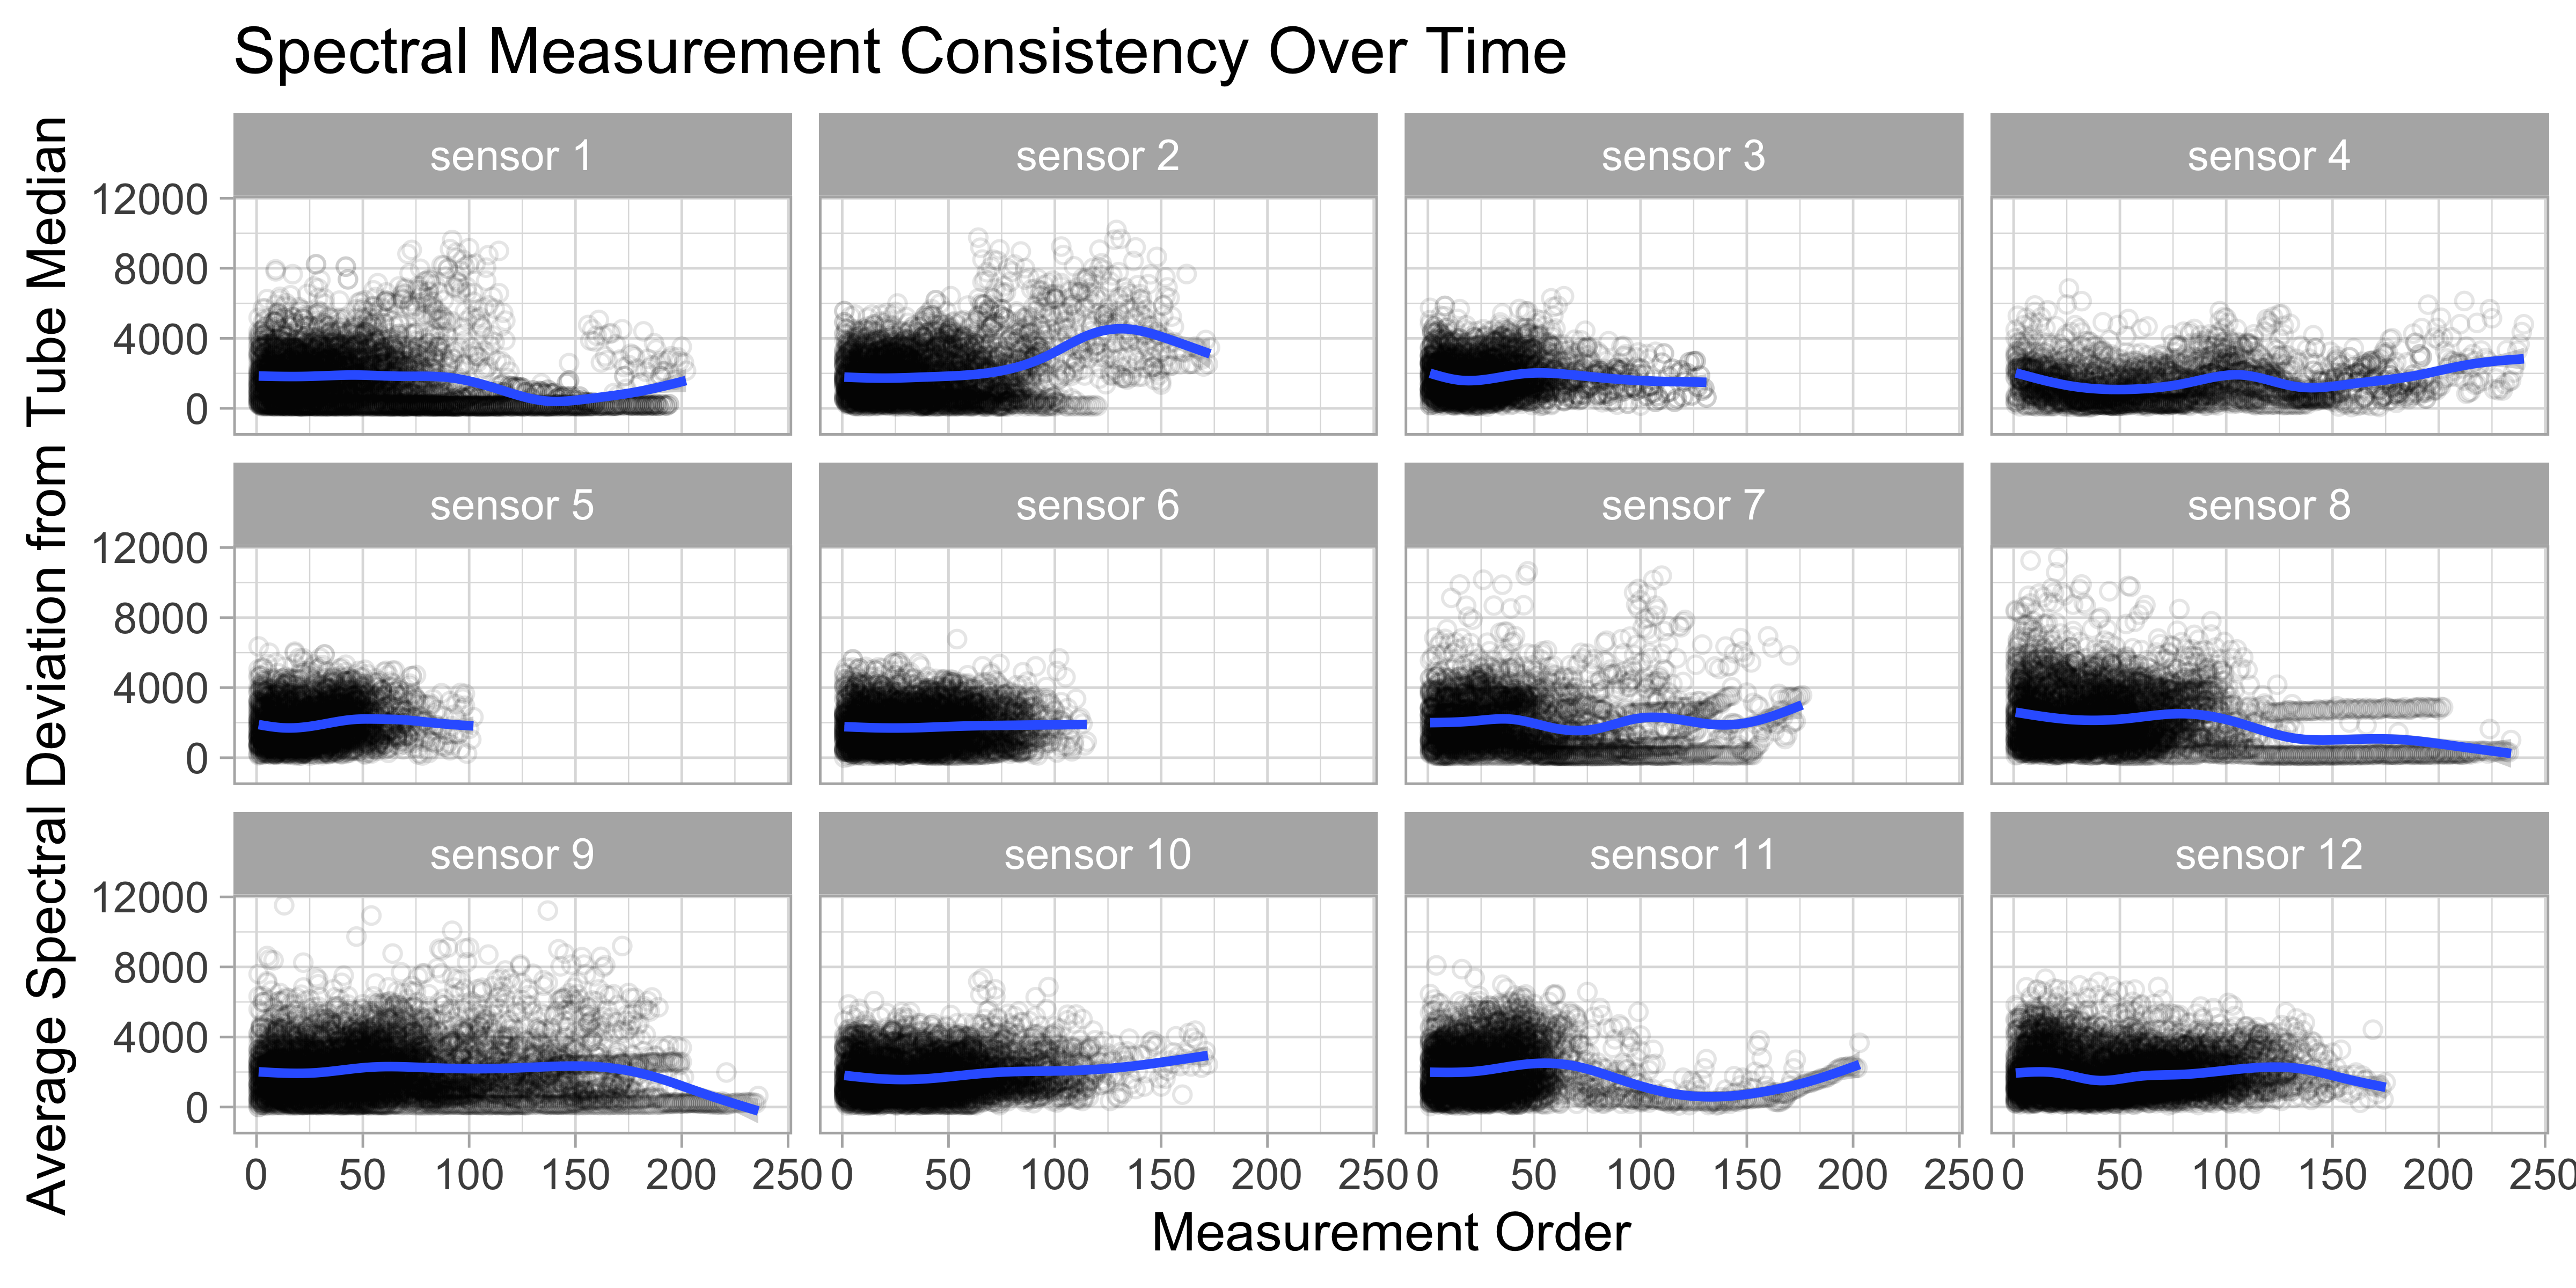 Spectral Measurement Consistency Over Time
Average Spectral Deviation from Tube Median
sensor 1
sensor 2
sensor 3
sensor 4
12000
8000
4000
0
sensor 5
sensor 6
sensor 7
sensor 8
12000
8000
4000
0
sensor 9
sensor 10
sensor 11
sensor 12
12000
8000
4000
0
0 50 100 150 200 250
0 50 100 150 200 250
0 50 100 150 200 250
0 50 100 150 200 250
Measurement Order